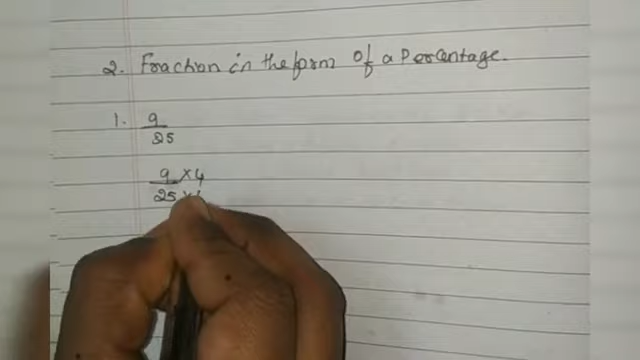 2. Fraction in the form of a Percentage.
1. 9
25
9 × 4
25 ×